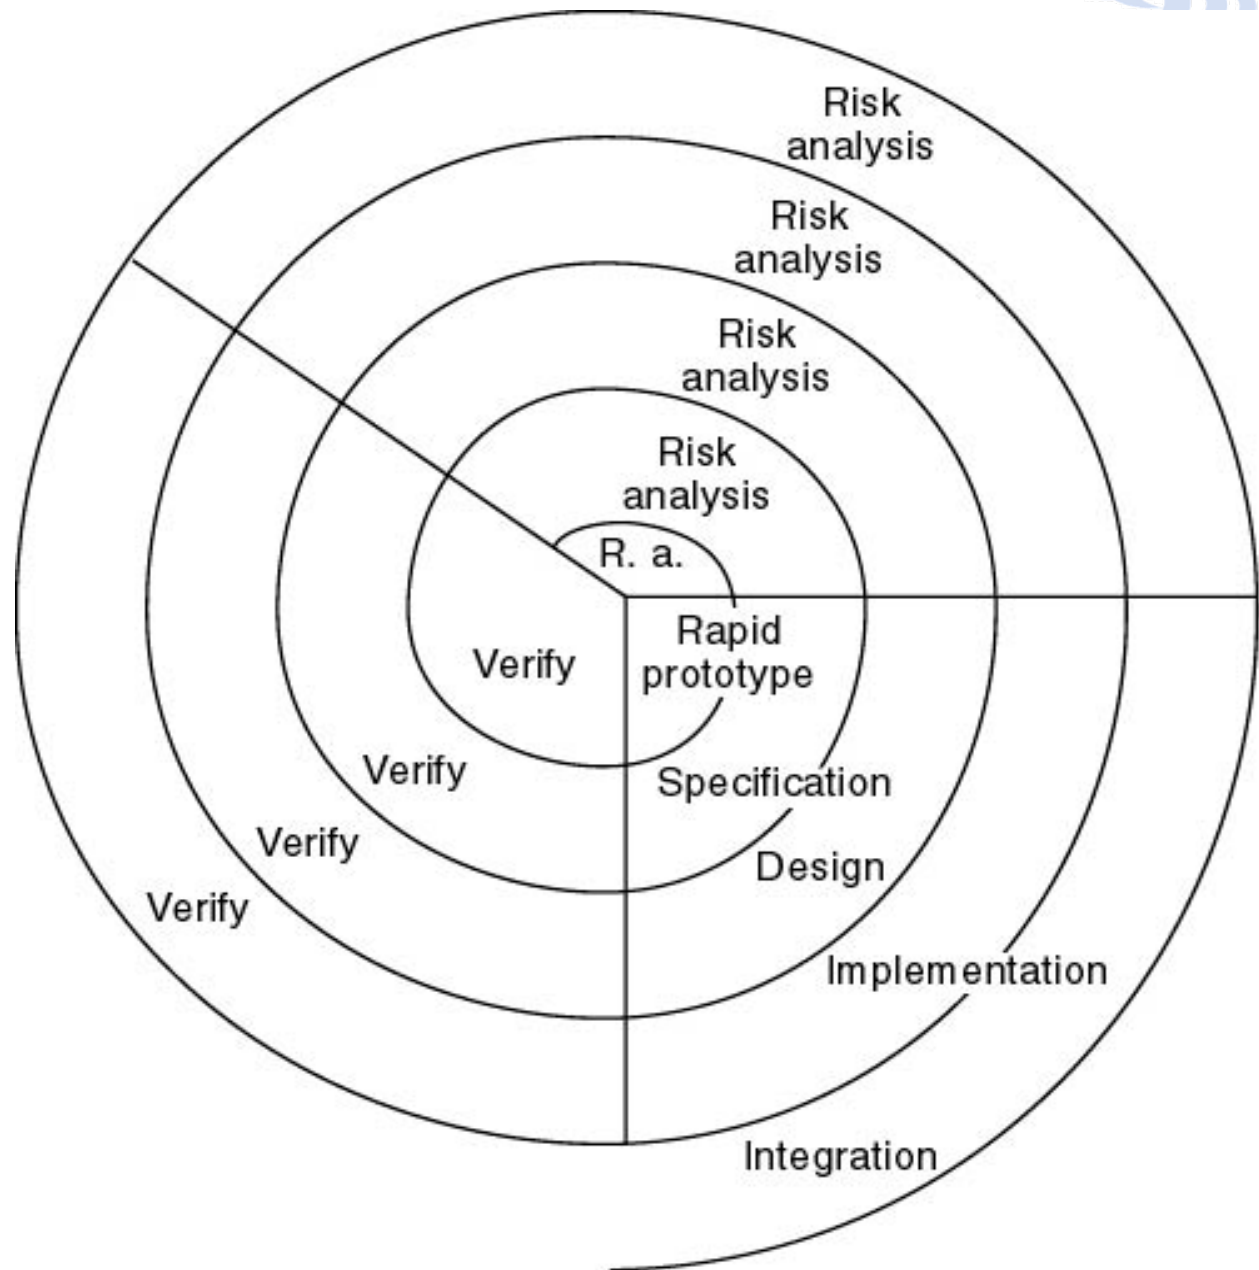 Risk
analysis
Risk
analysis
Risk
analysis
Risk
analysis
R. a.
Rapid
prototype
Verify
Verify
Specification
Verify
Design
Verify
Implementation
Integration